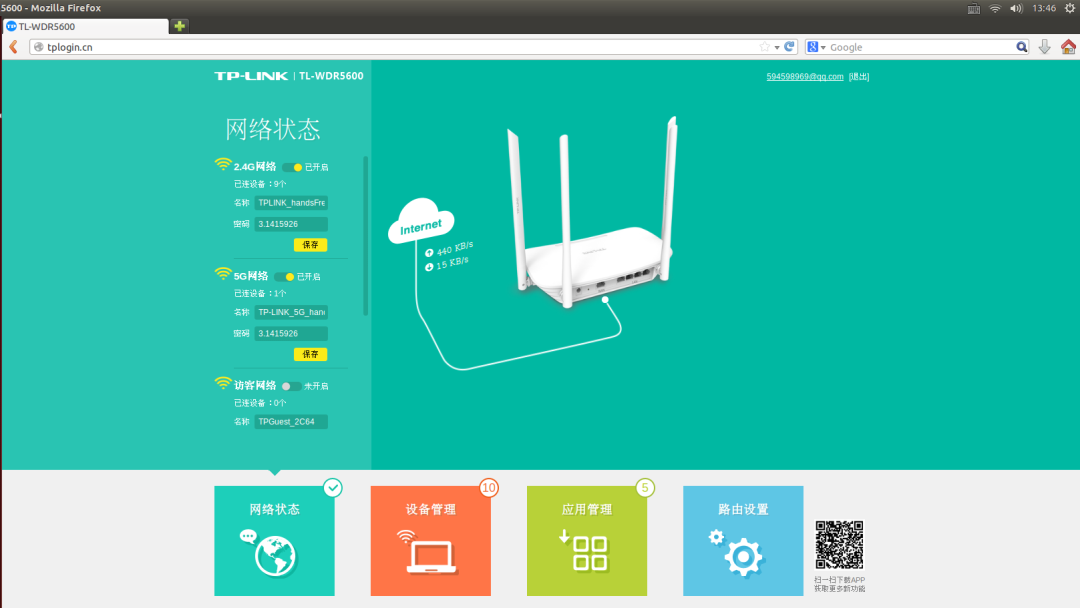 5600 - Mozilla Firefox
13:46
TL-WDR5600
tplogin.cn
Google
TP-LINK | TL-WDR5600
594598969@qq.com [退出]
网络状态
2.4G网络 已开启
已连设备：9个
名称 TPLINK_handsFre
密码 3.1415926
保存
5G网络 已开启
已连设备：1个
名称 TP-LINK_5G_hand
密码 3.1415926
保存
访客网络 未开启
已连设备：0个
名称 TPGuest_2C64
Internet
440 KB/s
15 KB/s
网络状态
10
设备管理
5
应用管理
路由设置
扫一扫下载APP
获取更多新功能